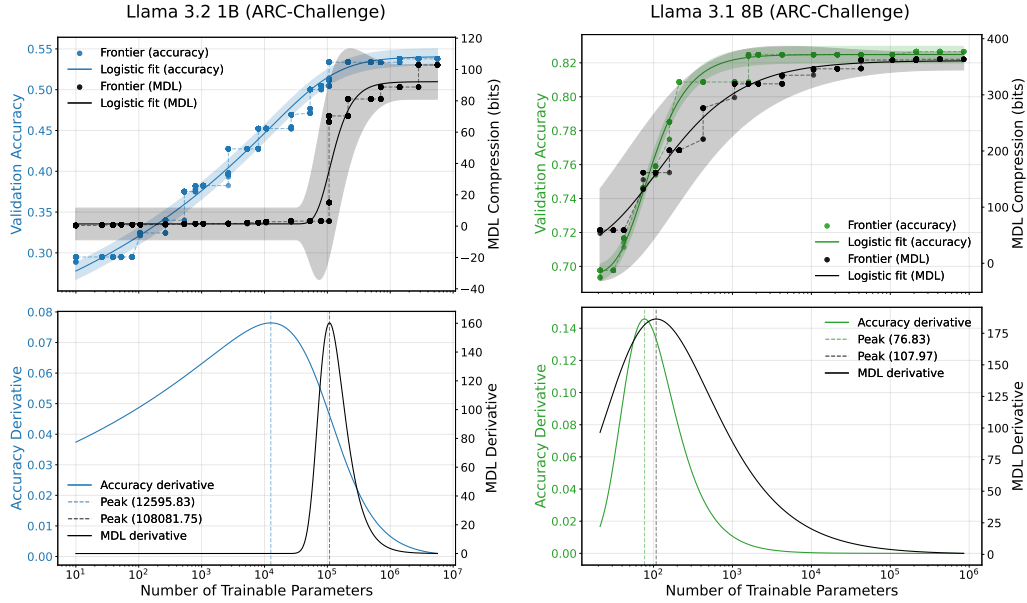 Llama 3.2 1B (ARC-Challenge)
Validation Accuracy
0.55
0.50
0.45
0.40
0.35
0.30
Frontier (accuracy)
Logistic fit (accuracy)
Frontier (MDL)
Logistic fit (MDL)
120
100
80
60
40
20
0
−20
−40
MDL Compression (bits)
Accuracy Derivative
0.08
0.07
0.06
0.05
0.04
0.03
0.02
0.01
0.00
Accuracy derivative
Peak (12595.83)
Peak (108081.75)
MDL derivative
160
140
120
100
80
60
40
20
0
MDL Derivative
10¹ 10² 10³ 10⁴ 10⁵ 10⁶ 10⁷
Number of Trainable Parameters
Llama 3.1 8B (ARC-Challenge)
Validation Accuracy
0.82
0.80
0.78
0.76
0.74
0.72
0.70
Frontier (accuracy)
Logistic fit (accuracy)
Frontier (MDL)
Logistic fit (MDL)
400
300
200
100
0
MDL Compression (bits)
Accuracy Derivative
0.14
0.12
0.10
0.08
0.06
0.04
0.02
0.00
Accuracy derivative
Peak (76.83)
Peak (107.97)
MDL derivative
175
150
125
100
75
50
25
0
MDL Derivative
10² 10³ 10⁴ 10⁵ 10⁶
Number of Trainable Parameters